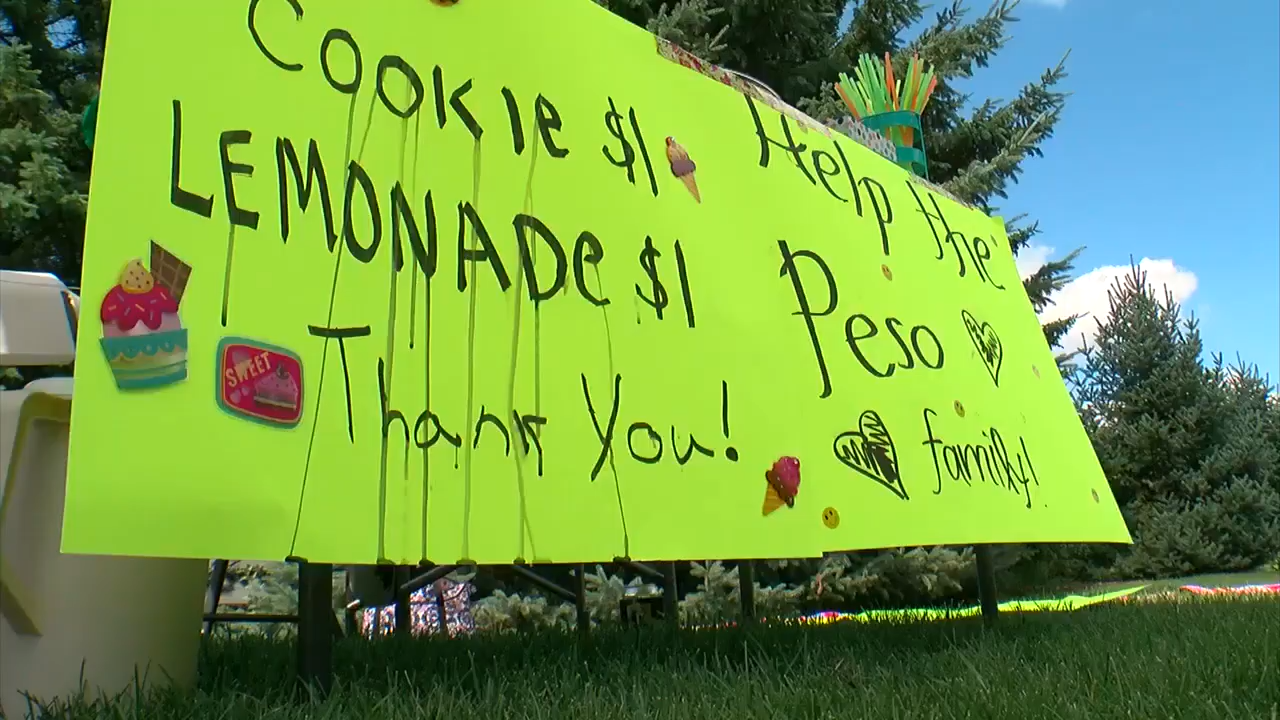 Cookie $1
LEMONADe $1
Thank You!
Help the
Peso
family!
SWEET